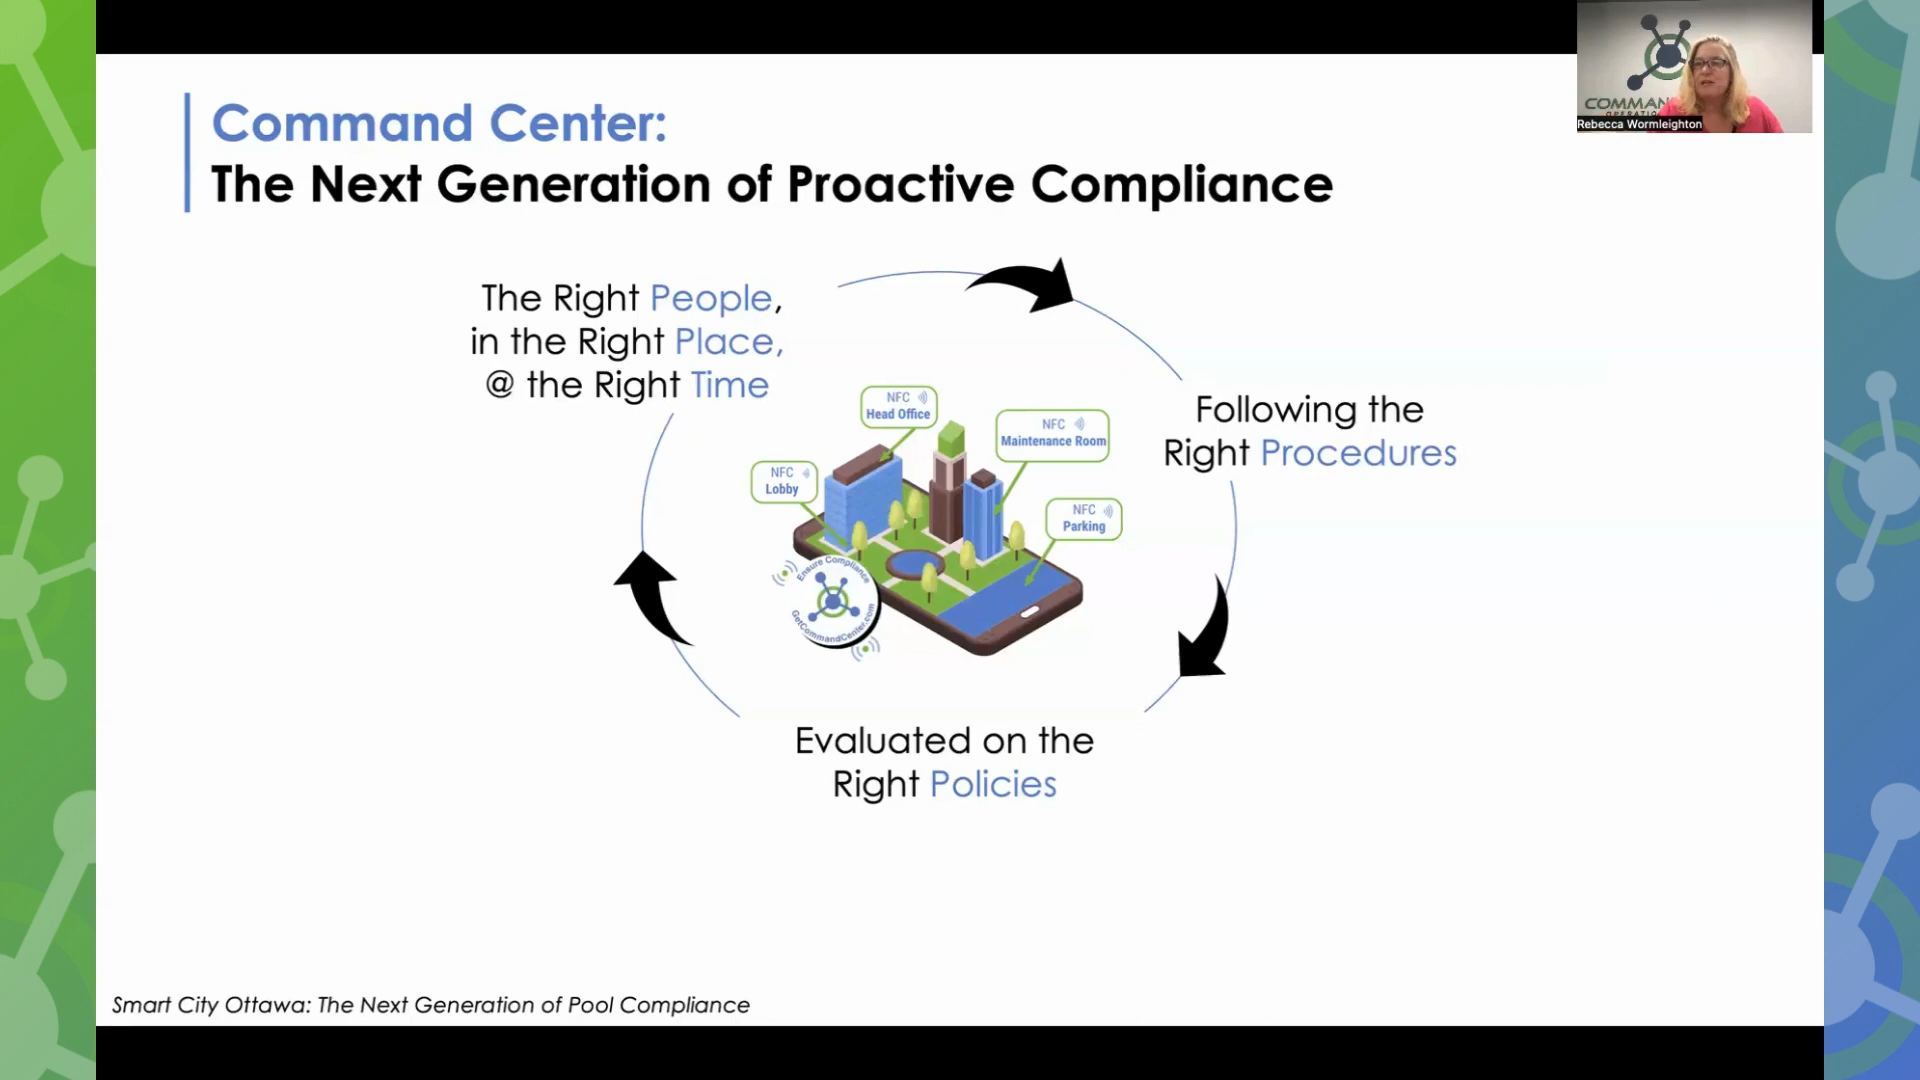 Command Center:
The Next Generation of Proactive Compliance
COMMAN
Rebecca Wormleighton
The Right People,
in the Right Place,
@ the Right Time
Following the
Right Procedures
NFC
Head Office
NFC
Maintenance Room
NFC
Lobby
NFC
Parking
Ensure Compliance
GetCommandCenter.com
Evaluated on the
Right Policies
Smart City Ottawa: The Next Generation of Pool Compliance